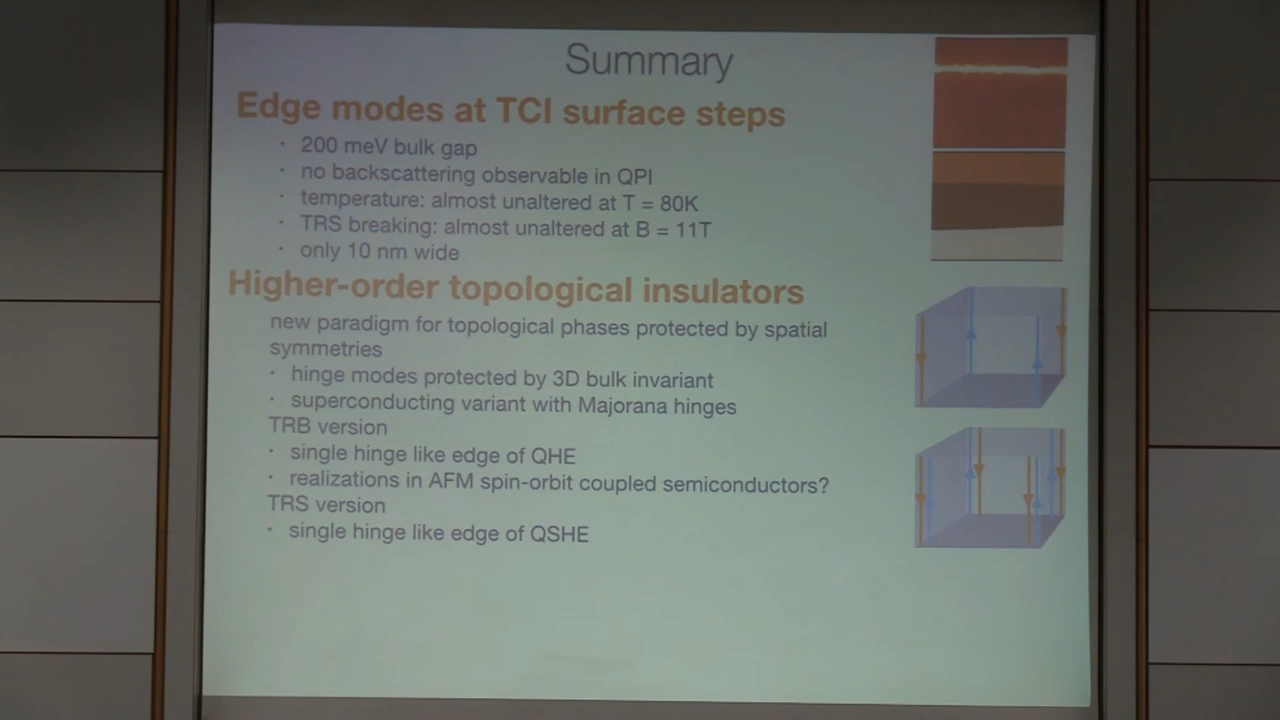 Summary
Edge modes at TCI surface steps
· 200 meV bulk gap
· no backscattering observable in QPI
· temperature: almost unaltered at T = 80K
· TRS breaking: almost unaltered at B = 11T
· only 10 nm wide
Higher-order topological insulators
new paradigm for topological phases protected by spatial
symmetries
· hinge modes protected by 3D bulk invariant
· superconducting variant with Majorana hinges
TRB version
· single hinge like edge of QHE
· realizations in AFM spin-orbit coupled semiconductors?
TRS version
· single hinge like edge of QSHE